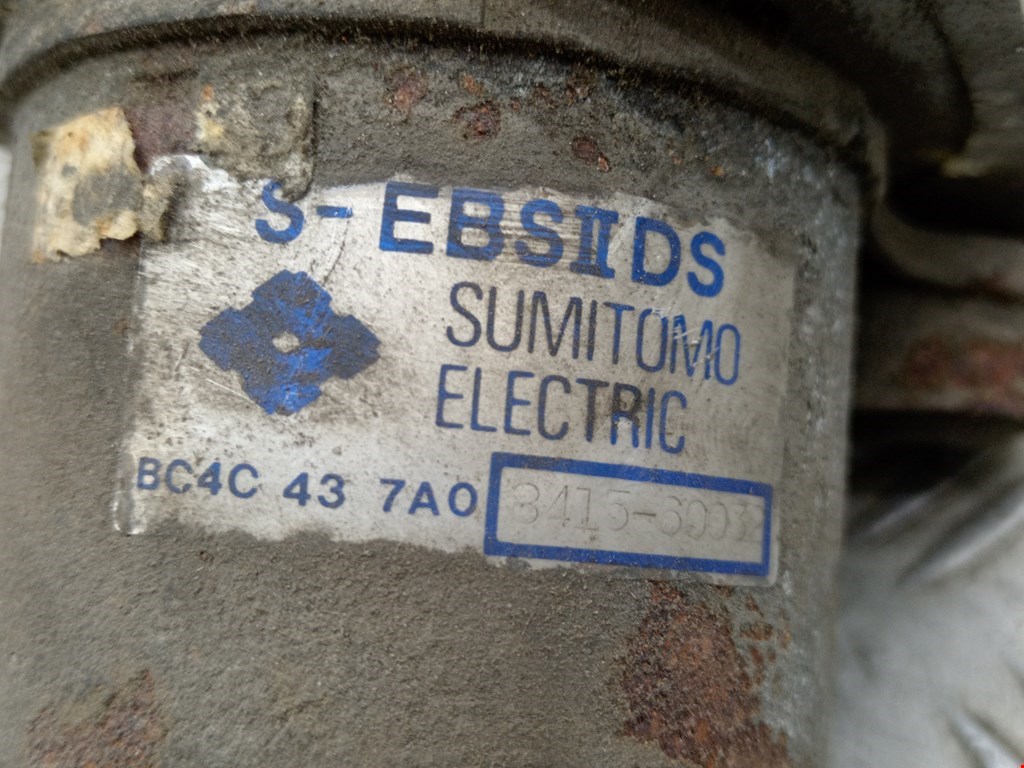 S-EBSⅡDS
SUMITOMO
ELECTRIC
BC4C 43 7A0